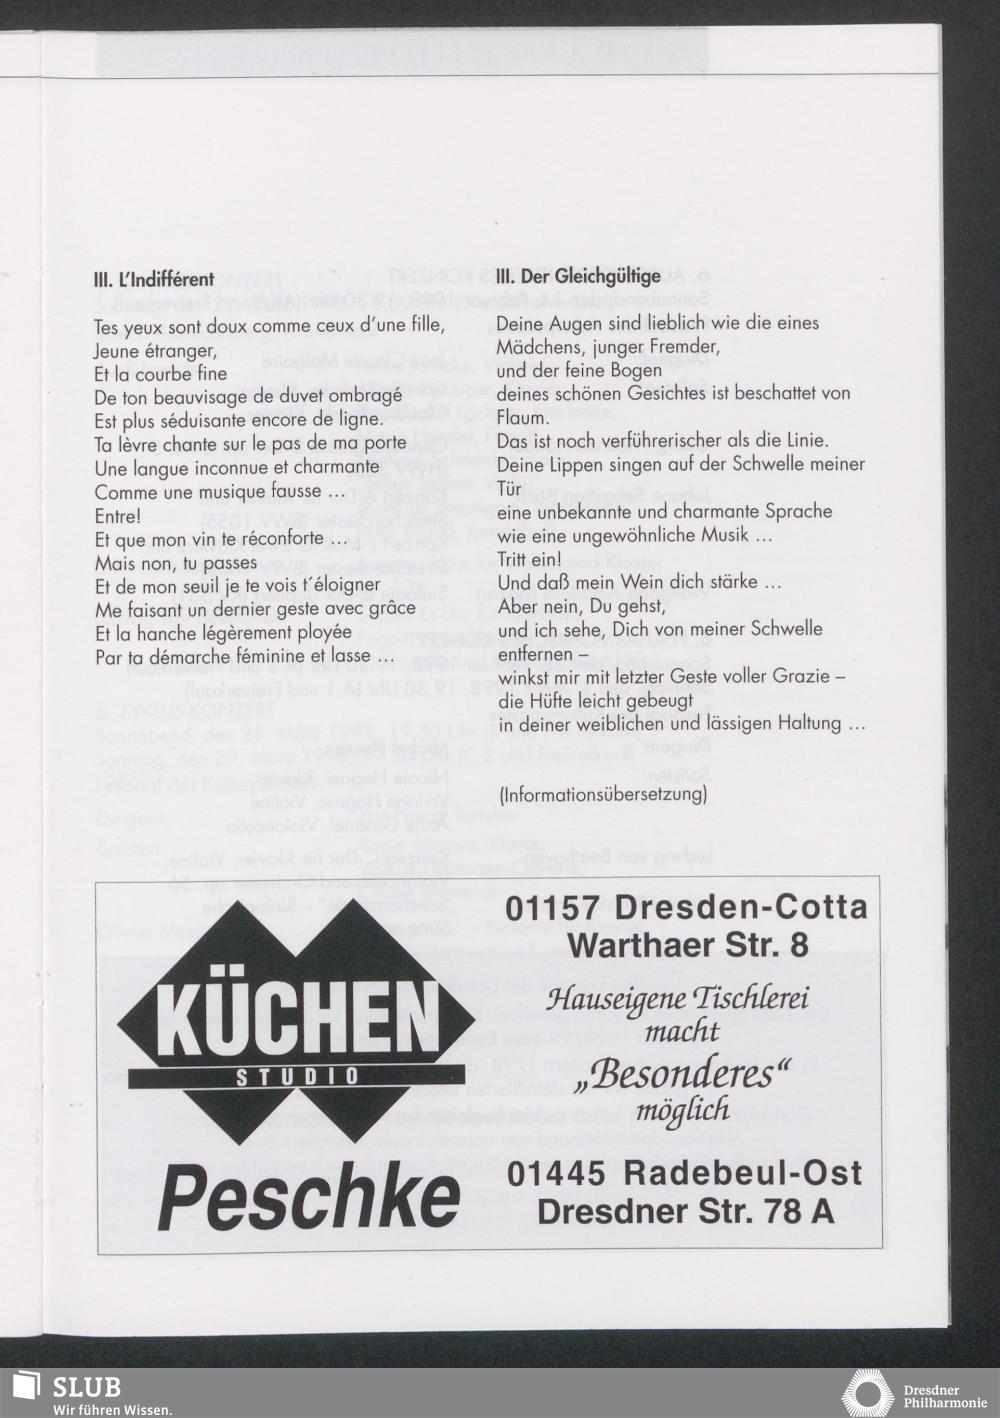 III. L’Indifférent
Tes yeux sont doux comme ceux d’une fille,
Jeune étranger,
Et la courbe fine
De ton beauvisage de duvet ombragé
Est plus séduisante encore de ligne.
Ta lèvre chante sur le pas de ma porte
Une langue inconnue et charmante
Comme une musique fausse ...
Entre!
Et que mon vin te réconforte ...
Mais non, tu passes
Et de mon seuil je te vois t´éloigner
Me faisant un dernier geste avec grâce
Et la hanche légèrement ployée
Par ta démarche féminine et lasse ...
III. Der Gleichgültige
Deine Augen sind lieblich wie die eines
Mädchens, junger Fremder,
und der feine Bogen
deines schönen Gesichtes ist beschattet von
Flaum.
Das ist noch verführerischer als die Linie.
Deine Lippen singen auf der Schwelle meiner
Tür
eine unbekannte und charmante Sprache
wie eine ungewöhnliche Musik ...
Tritt ein!
Und daß mein Wein dich stärke ...
Aber nein, Du gehst,
und ich sehe, Dich von meiner Schwelle
entfernen –
winkst mir mit letzter Geste voller Grazie –
die Hüfte leicht gebeugt
in deiner weiblichen und lässigen Haltung ...
(Informationsübersetzung)
KÜCHEN
STUDIO
Peschke
01157 Dresden-Cotta
Warthaer Str. 8
Hauseigene Tischlerei
macht
„Besonderes“
möglich
01445 Radebeul-Ost
Dresdner Str. 78 A
SLUB
Wir führen Wissen.
Dresdner
Philharmonie